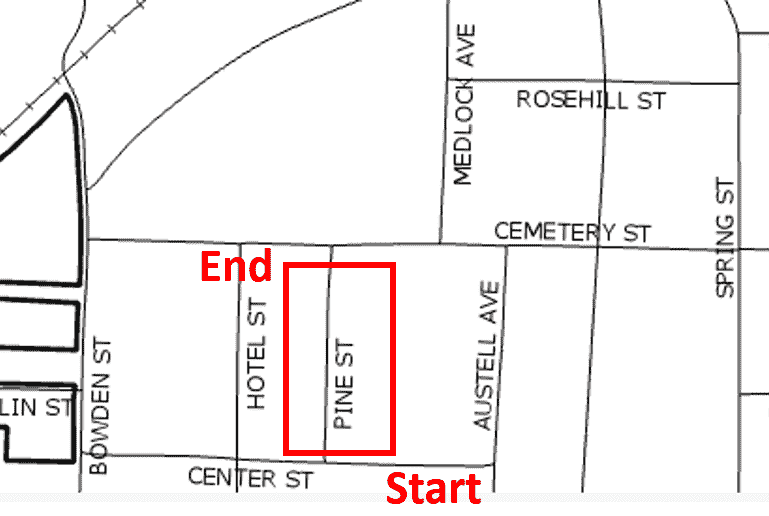 MEDLOCK AVE
ROSEHILL ST
SPRING ST
CEMETERY ST
End
HOTEL ST
PINE ST
AUSTELL AVE
BOWDEN ST
LIN ST
CENTER ST
Start